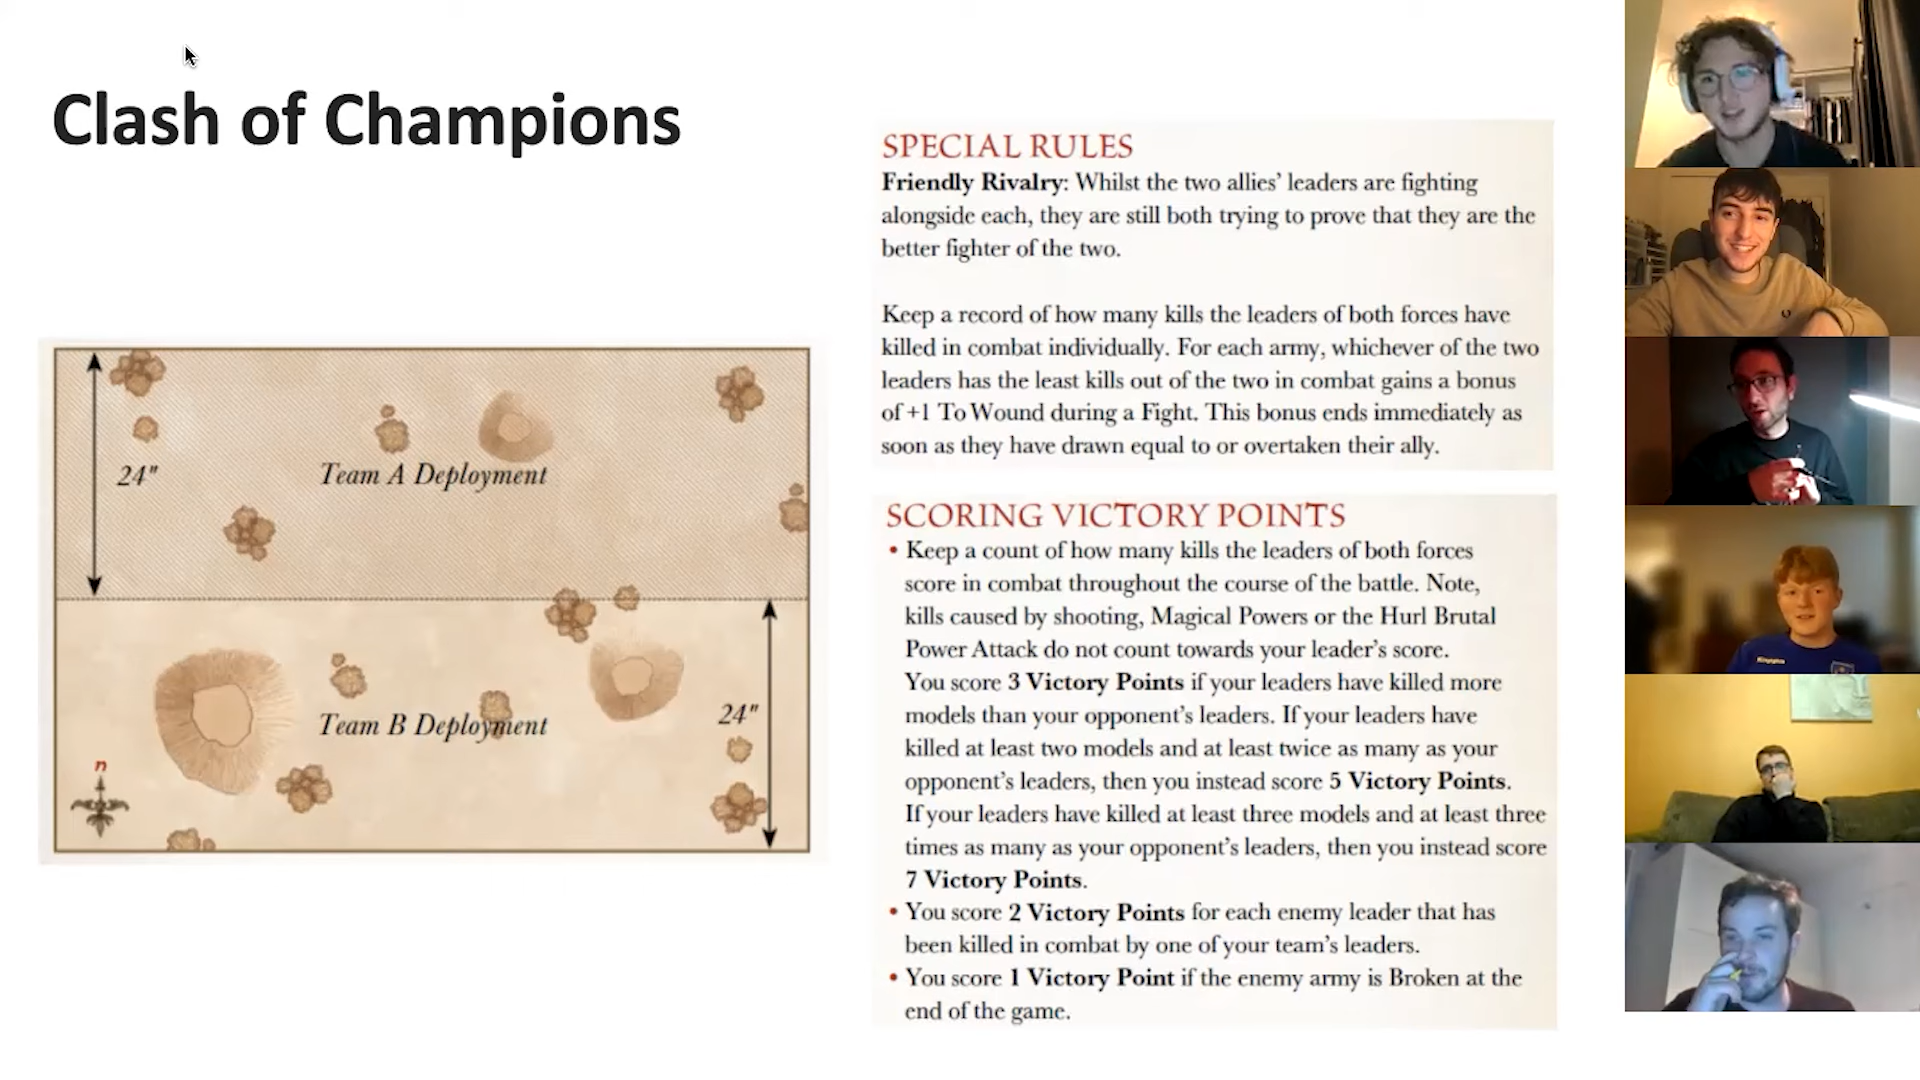 Clash of Champions
24"
Team A Deployment
Team B Deployment
24"
n
SPECIAL RULES
Friendly Rivalry: Whilst the two allies' leaders are fighting
alongside each, they are still both trying to prove that they are the
better fighter of the two.
Keep a record of how many kills the leaders of both forces have
killed in combat individually. For each army, whichever of the two
leaders has the least kills out of the two in combat gains a bonus
of +1 To Wound during a Fight. This bonus ends immediately as
soon as they have drawn equal to or overtaken their ally.
SCORING VICTORY POINTS
• Keep a count of how many kills the leaders of both forces
score in combat throughout the course of the battle. Note,
kills caused by shooting, Magical Powers or the Hurl Brutal
Power Attack do not count towards your leader's score.
You score 3 Victory Points if your leaders have killed more
models than your opponent's leaders. If your leaders have
killed at least two models and at least twice as many as your
opponent's leaders, then you instead score 5 Victory Points.
If your leaders have killed at least three models and at least three
times as many as your opponent's leaders, then you instead score
7 Victory Points.
• You score 2 Victory Points for each enemy leader that has
been killed in combat by one of your team's leaders.
• You score 1 Victory Point if the enemy army is Broken at the
end of the game.